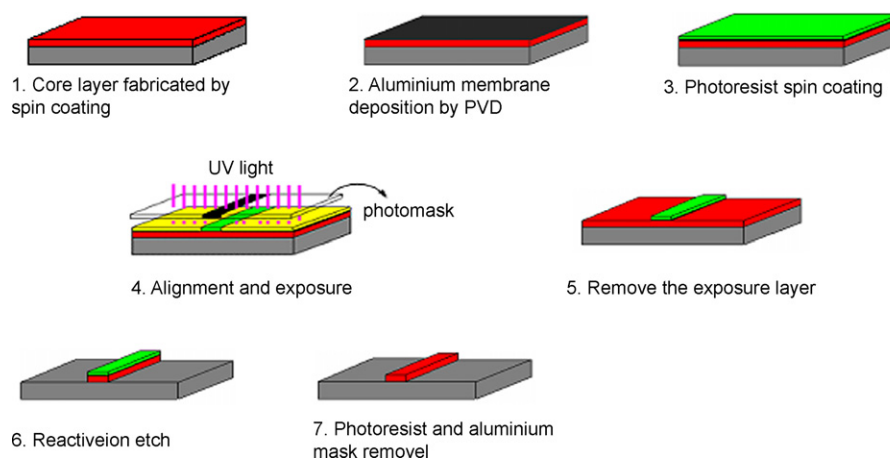 1. Core layer fabricated by
spin coating
2. Aluminium membrane
deposition by PVD
3. Photoresist spin coating
UV light
photomask
4. Alignment and exposure
5. Remove the exposure layer
6. Reactiveion etch
7. Photoresist and aluminium
mask removel